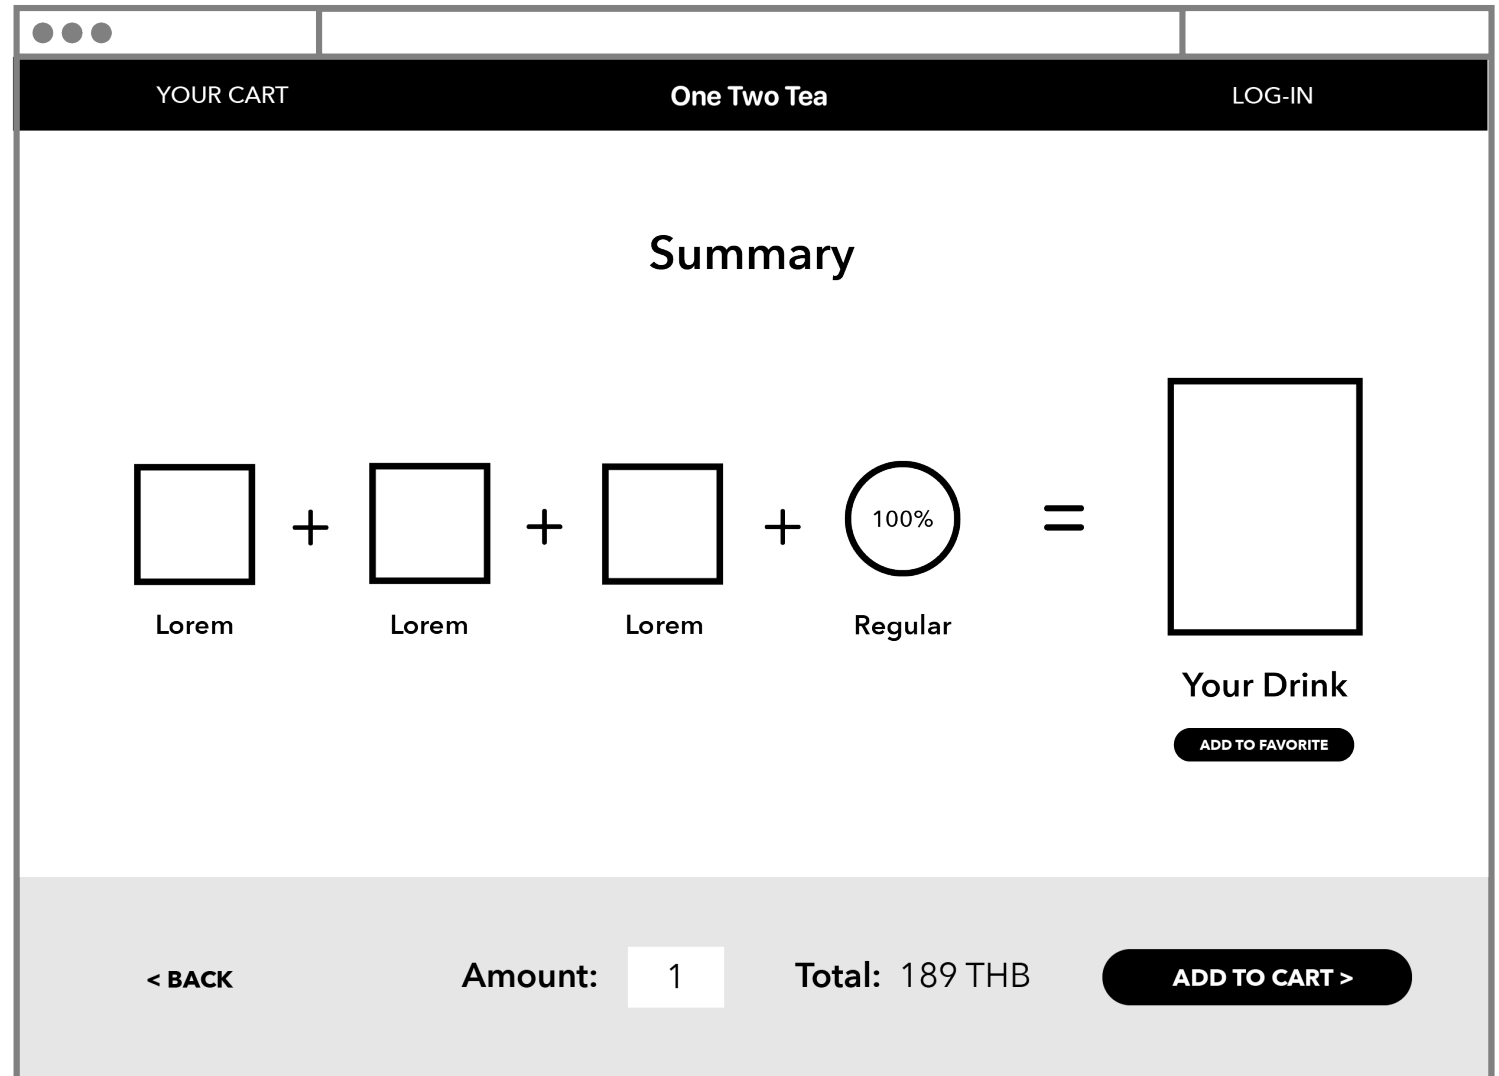 YOUR CART
One Two Tea
LOG-IN
Summary
+ + + 100% =
Lorem
Lorem
Lorem
Regular
Your Drink
ADD TO FAVORITE
< BACK
Amount: 1
Total: 189 THB
ADD TO CART >